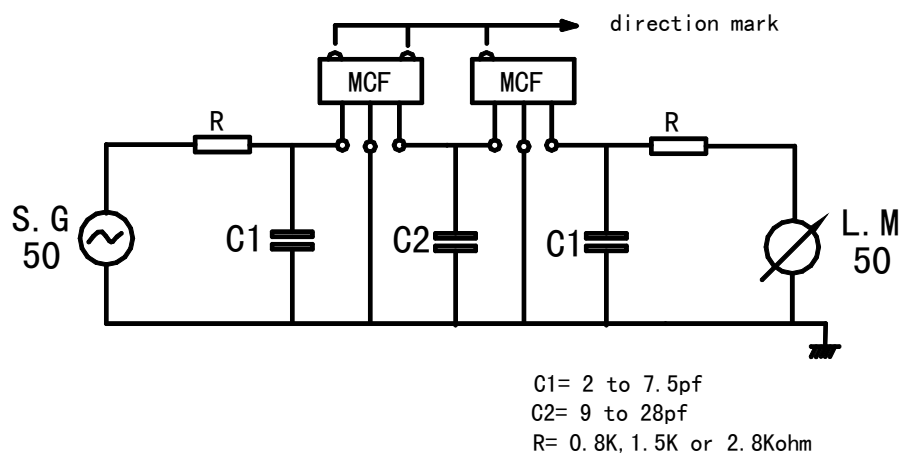 direction mark
MCF
MCF
R
R
S.G
50
C1
C2
C1
L.M
50
C1= 2 to 7.5pf
C2= 9 to 28pf
R= 0.8K,1.5K or 2.8Kohm